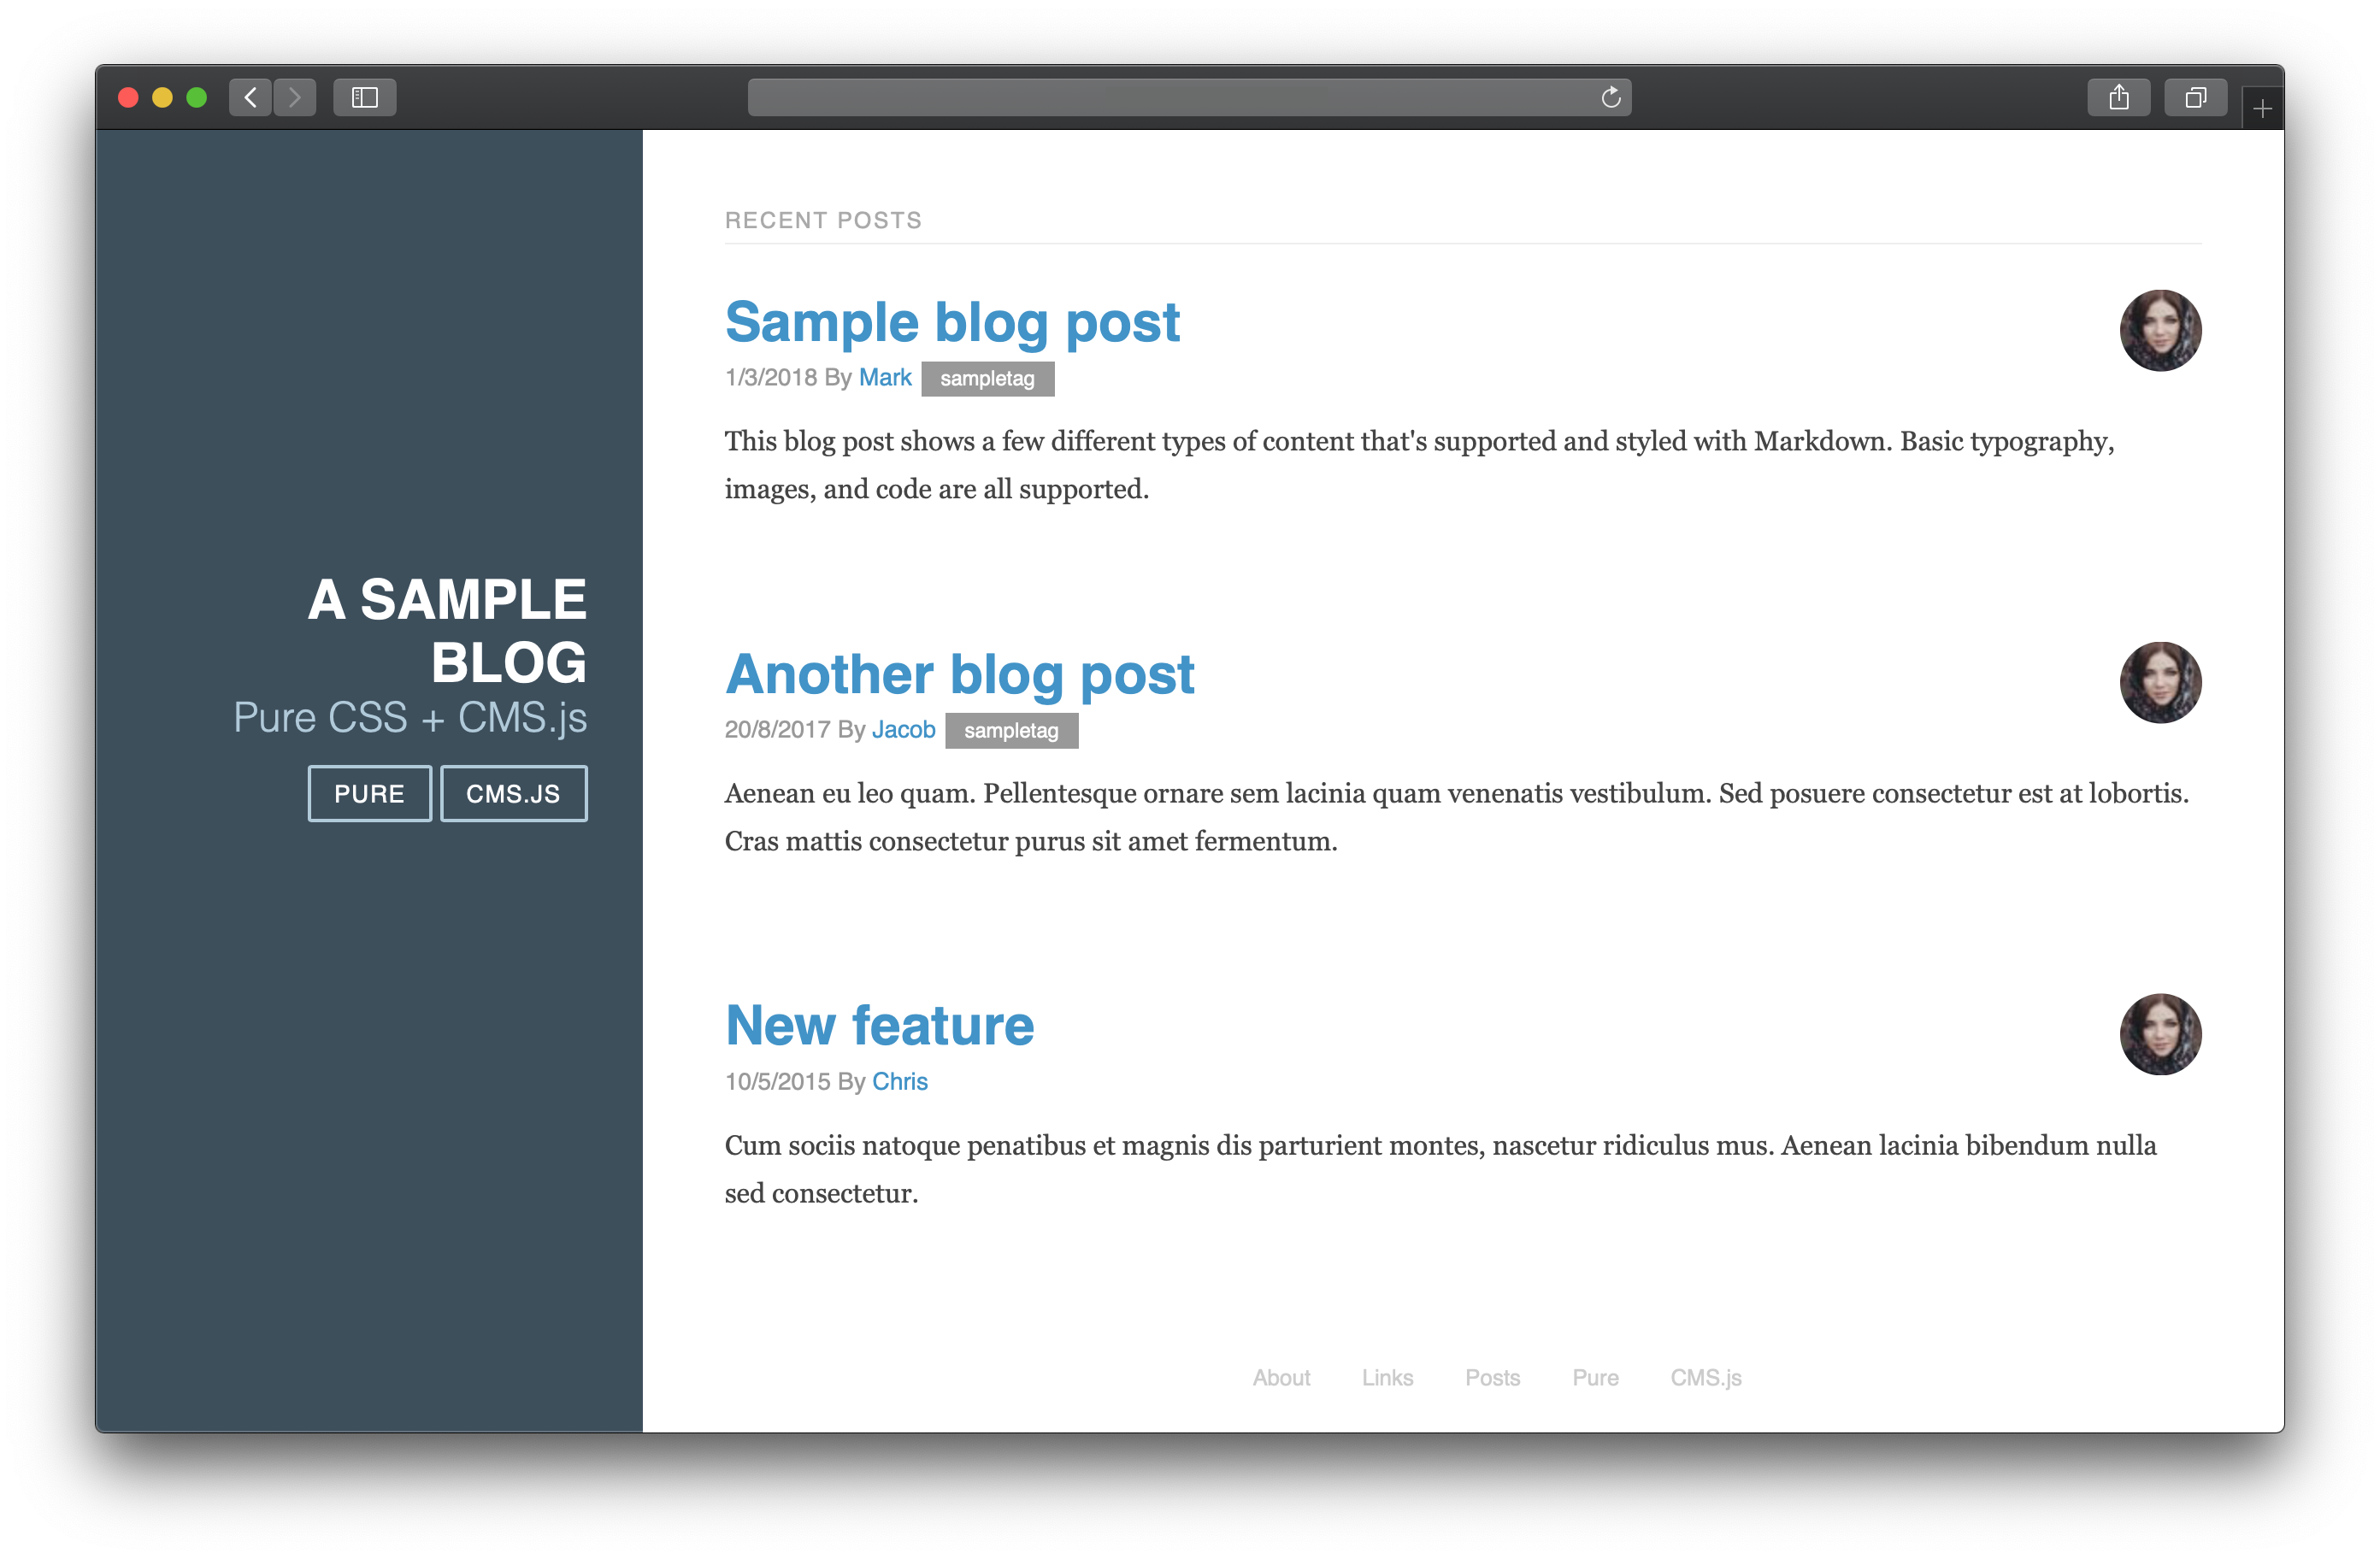 A SAMPLE
BLOG
Pure CSS + CMS.js
PURE CMS.JS
RECENT POSTS
Sample blog post
1/3/2018 By Mark sampletag
This blog post shows a few different types of content that's supported and styled with Markdown. Basic typography,
images, and code are all supported.
Another blog post
20/8/2017 By Jacob sampletag
Aenean eu leo quam. Pellentesque ornare sem lacinia quam venenatis vestibulum. Sed posuere consectetur est at lobortis.
Cras mattis consectetur purus sit amet fermentum.
New feature
10/5/2015 By Chris
Cum sociis natoque penatibus et magnis dis parturient montes, nascetur ridiculus mus. Aenean lacinia bibendum nulla
sed consectetur.
About Links Posts Pure CMS.js